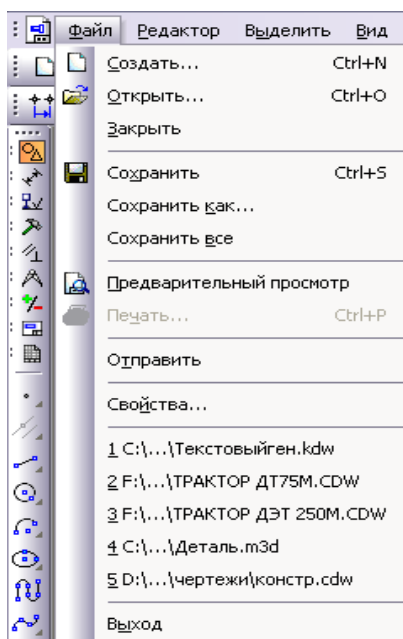 Файл Редактор Выделить Вид
Создать... Ctrl+N
Открыть... Ctrl+O
Закрыть
Сохранить Ctrl+S
Сохранить как...
Сохранить все
Предварительный просмотр
Печать... Ctrl+P
Отправить
Свойства...
1 C:\...\Текстовыйген.kdw
2 F:\...\ТРАКТОР ДТ75М.CDW
3 F:\...\ТРАКТОР ДЭТ 250М.CDW
4 C:\...\Деталь.m3d
5 D:\...\чертежи\констр.cdw
Выход